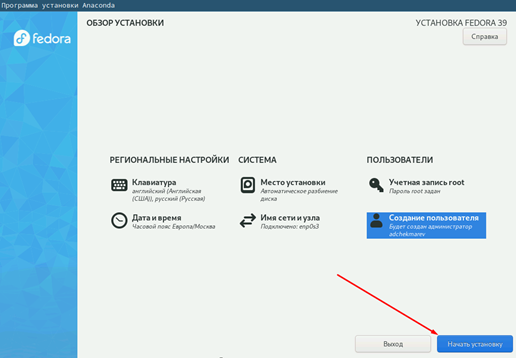 Программа установки Anaconda
fedora
ОБЗОР УСТАНОВКИ
УСТАНОВКА FEDORA 39
Справка
РЕГИОНАЛЬНЫЕ НАСТРОЙКИ
Клавиатура
английский (Английская
(США)), русский (Русская)
Дата и время
Часовой пояс Европа/Москва
СИСТЕМА
Место установки
Автоматическое разбиение
диска
Имя сети и узла
Подключено: enp0s3
ПОЛЬЗОВАТЕЛИ
Учетная запись root
Пароль root задан
Создание пользователя
Будет создан администратор
adchekmarev
Выход
Начать установку